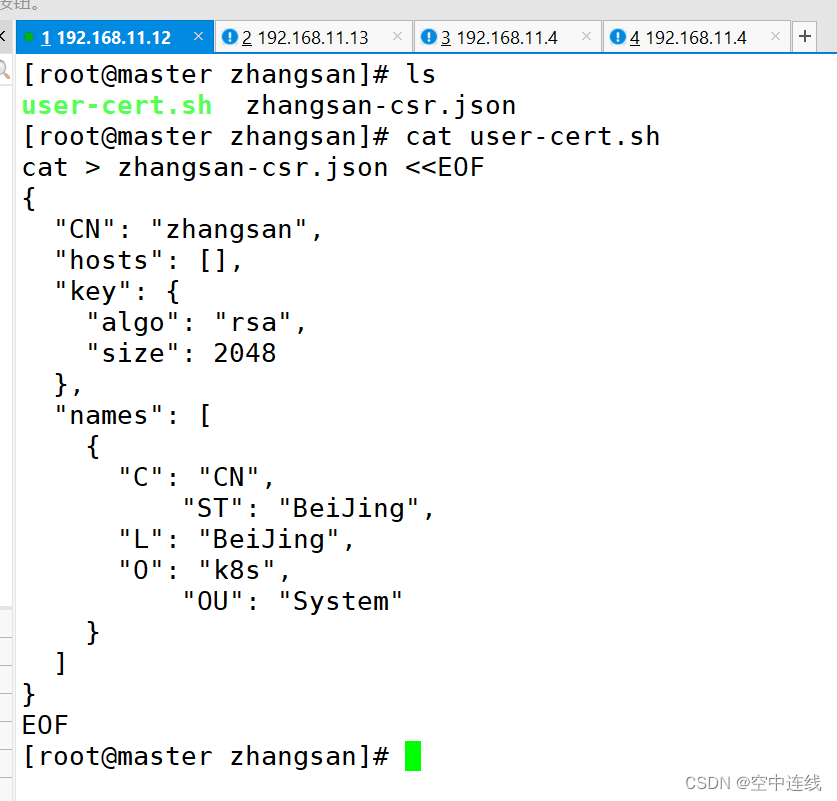 按钮。
1 192.168.11.12 × 2 192.168.11.13 × 3 192.168.11.4 × 4 192.168.11.4 × +
[root@master zhangsan]# ls
user-cert.sh  zhangsan-csr.json
[root@master zhangsan]# cat user-cert.sh
cat > zhangsan-csr.json <<EOF
{
  "CN": "zhangsan",
  "hosts": [],
  "key": {
    "algo": "rsa",
    "size": 2048
  },
  "names": [
    {
      "C": "CN",
          "ST": "BeiJing",
      "L": "BeiJing",
      "O": "k8s",
          "OU": "System"
    }
  ]
}
EOF
[root@master zhangsan]#
CSDN @空中连线